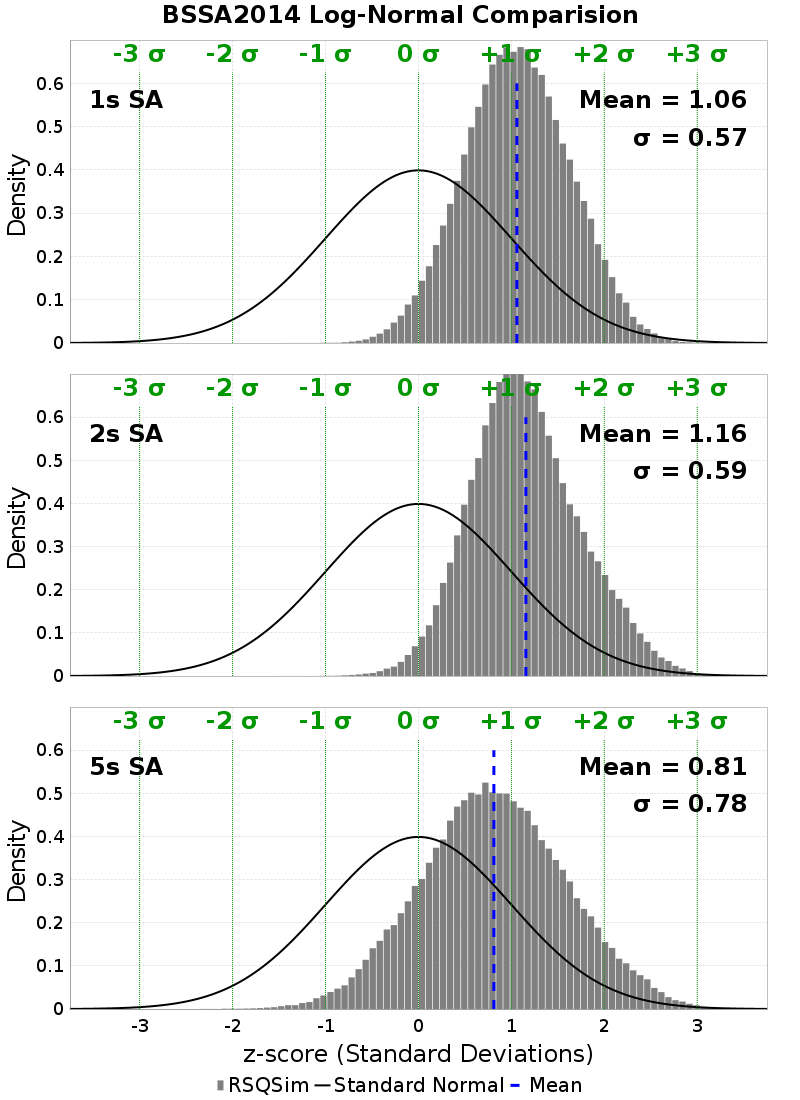 BSSA2014 Log-Normal Comparision
-3 σ -2 σ -1 σ 0 σ +1 σ +2 σ +3 σ
1s SA
Mean = 1.06
σ = 0.57
Density
0.6
0.5
0.4
0.3
0.2
0.1
0
-3 σ -2 σ -1 σ 0 σ +1 σ +2 σ +3 σ
2s SA
Mean = 1.16
σ = 0.59
Density
0.6
0.5
0.4
0.3
0.2
0.1
0
-3 σ -2 σ -1 σ 0 σ +1 σ +2 σ +3 σ
5s SA
Mean = 0.81
σ = 0.78
Density
0.6
0.5
0.4
0.3
0.2
0.1
0
-3 -2 -1 0 1 2 3
z-score (Standard Deviations)
RSQSim Standard Normal Mean